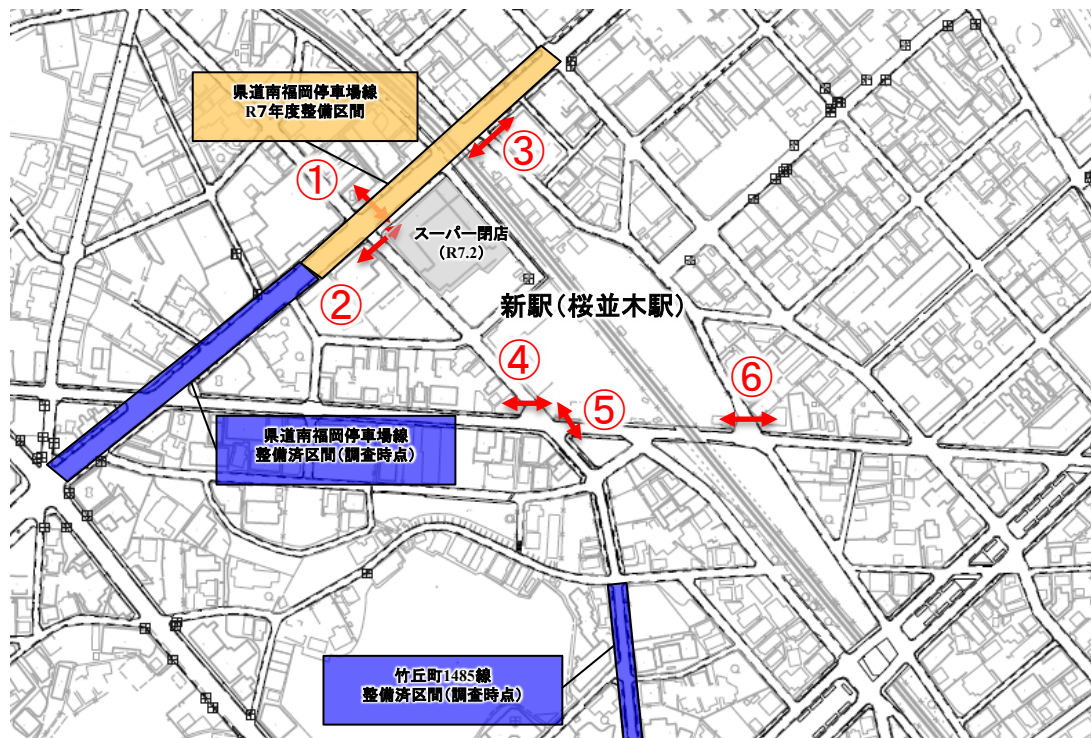 県道南福岡停車場線
R7年度整備区間
①
③
スーパー閉店
(R7.2)
②
新駅(桜並木駅)
④
⑥
⑤
県道南福岡停車場線
整備済区間(調査時点)
竹丘町1485線
整備済区間(調査時点)